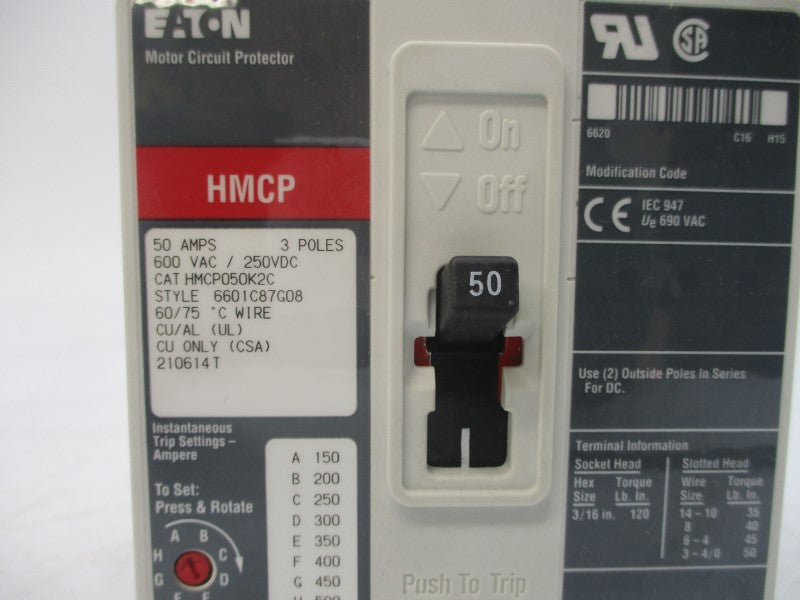 EATON
Motor Circuit Protector
HMCP
50 AMPS 3 POLES
600 VAC / 250VDC
CAT HMCP050K2C
STYLE 6601C87G08
60/75 °C WIRE
CU/AL (UL)
CU ONLY (CSA)
210614T
Instantaneous
Trip Settings –
Ampere
To Set:
Press & Rotate
A B C D E F G H
A 150
B 200
C 250
D 300
E 350
F 400
G 450
H 500
On
Off
50
Push To Trip
6620 C16 H15
Modification Code
CE IEC 947
Ue 690 VAC
Use (2) Outside Poles In Series
For DC.
Terminal Information
Socket Head
Hex Torque
Size Lb. In.
3/16 in. 120
Slotted Head
Wire Torque
Size Lb. In.
14 – 10 35
8 40
6 – 4 45
3 – 4/0 50